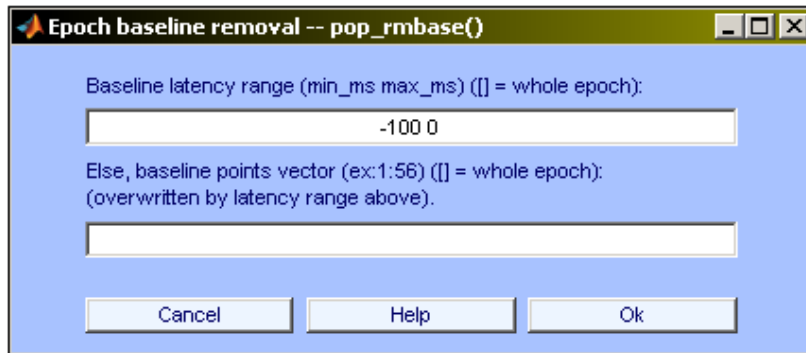 Epoch baseline removal -- pop_rmbase()
Baseline latency range (min_ms max_ms) ([] = whole epoch):
-100 0
Else, baseline points vector (ex:1:56) ([] = whole epoch):
(overwritten by latency range above).
Cancel Help Ok